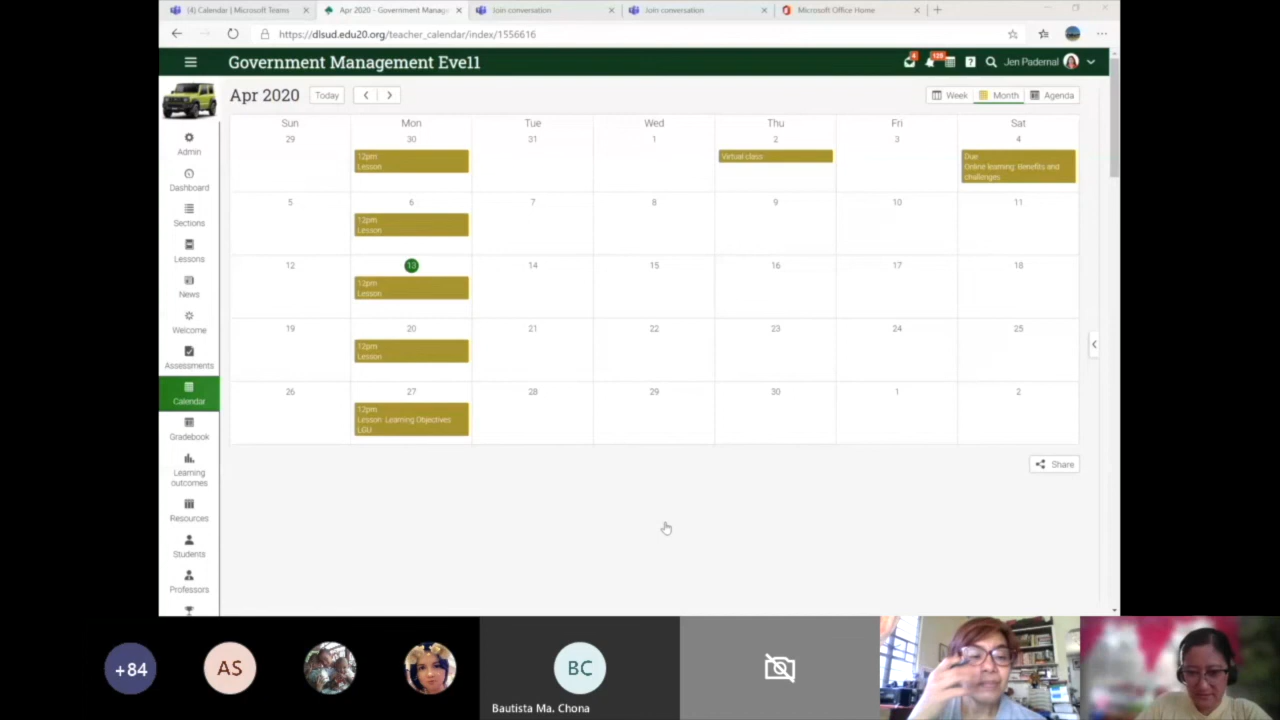 (4) Calendar | Microsoft Teams
Apr 2020 - Government Manage
Join conversation
Join conversation
Microsoft Office Home
https://dlsud.edu20.org/teacher_calendar/index/1556616
Government Management Eve11
4
129
Jen Padernal
Apr 2020
Today
Week
Month
Agenda
Admin
Dashboard
Sections
Lessons
News
Welcome
Assessments
Calendar
Gradebook
Learning
outcomes
Resources
Students
Professors
Sun Mon Tue Wed Thu Fri Sat
29 30 31 1 2 3 4
12pm
Lesson
Virtual class
Due
Online learning: Benefits and
challenges
5 6 7 8 9 10 11
12pm
Lesson
12 13 14 15 16 17 18
12pm
Lesson
19 20 21 22 23 24 25
12pm
Lesson
26 27 28 29 30 1 2
12pm
Lesson: Learning Objectives
LGU
Share
+84
AS
BC
Bautista Ma. Chona